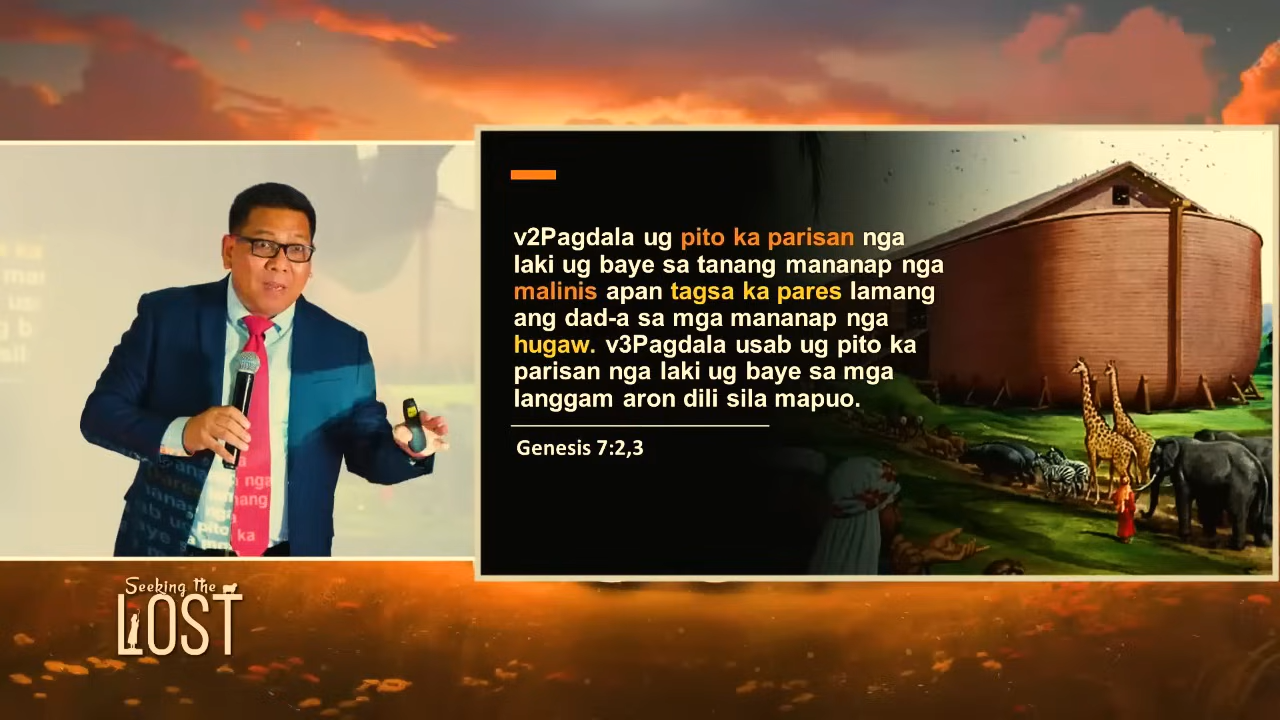 v2Pagdala ug pito ka parisan nga
laki ug baye sa tanang mananap nga
malinis apan tagsa ka pares lamang
ang dad-a sa mga mananap nga
hugaw. v3Pagdala usab ug pito ka
parisan nga laki ug baye sa mga
langgam aron dili sila mapuo.
Genesis 7:2,3
Seeking the
LOST